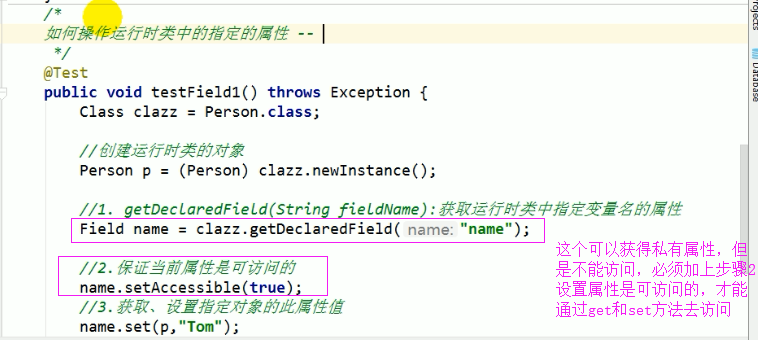 /*
如何操作运行时类中的指定的属性 --
*/
@Test
public void testField1() throws Exception {
Class clazz = Person.class;
//创建运行时类的对象
Person p = (Person) clazz.newInstance();
//1. getDeclaredField(String fieldName):获取运行时类中指定变量名的属性
Field name = clazz.getDeclaredField( name: "name");
//2.保证当前属性是可访问的
name.setAccessible(true);
//3.获取、设置指定对象的此属性值
name.set(p,"Tom");
这个可以获得私有属性，但
是不能访问，必须加上步骤2
设置属性是可访问的，才能
通过get和set方法去访问
Database